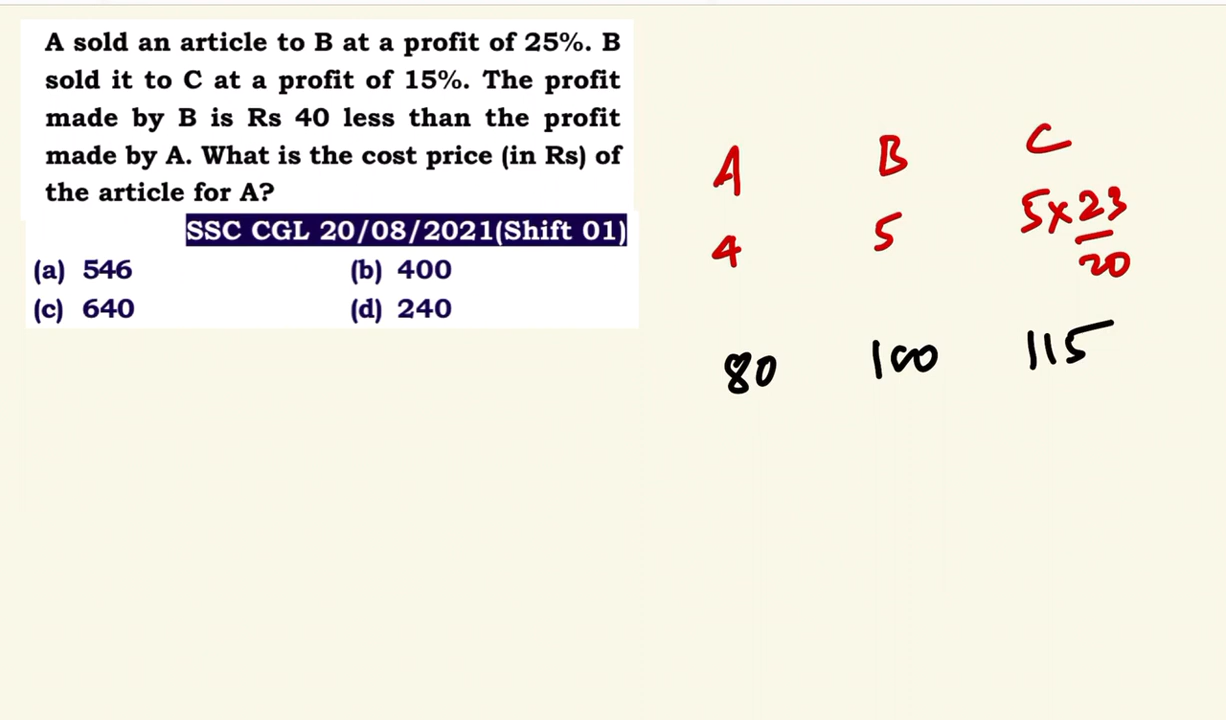 A sold an article to B at a profit of 25%. B
sold it to C at a profit of 15%. The profit
made by B is Rs 40 less than the profit
made by A. What is the cost price (in Rs) of
the article for A?
SSC CGL 20/08/2021(Shift 01)
(a) 546 (b) 400
(c) 640 (d) 240
A B C
4 5 5×23/20
80 100 115